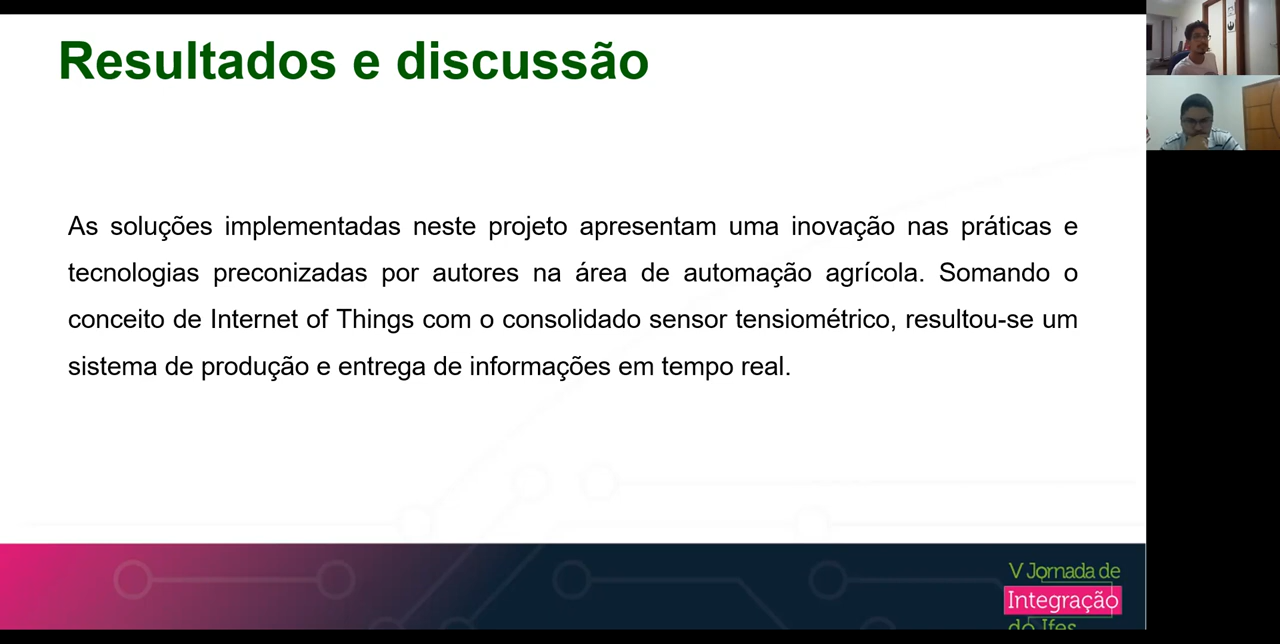 Resultados e discussão
As soluções implementadas neste projeto apresentam uma inovação nas práticas e
tecnologias preconizadas por autores na área de automação agrícola. Somando o
conceito de Internet of Things com o consolidado sensor tensiométrico, resultou-se um
sistema de produção e entrega de informações em tempo real.
V Jornada de
Integração
do Ifes